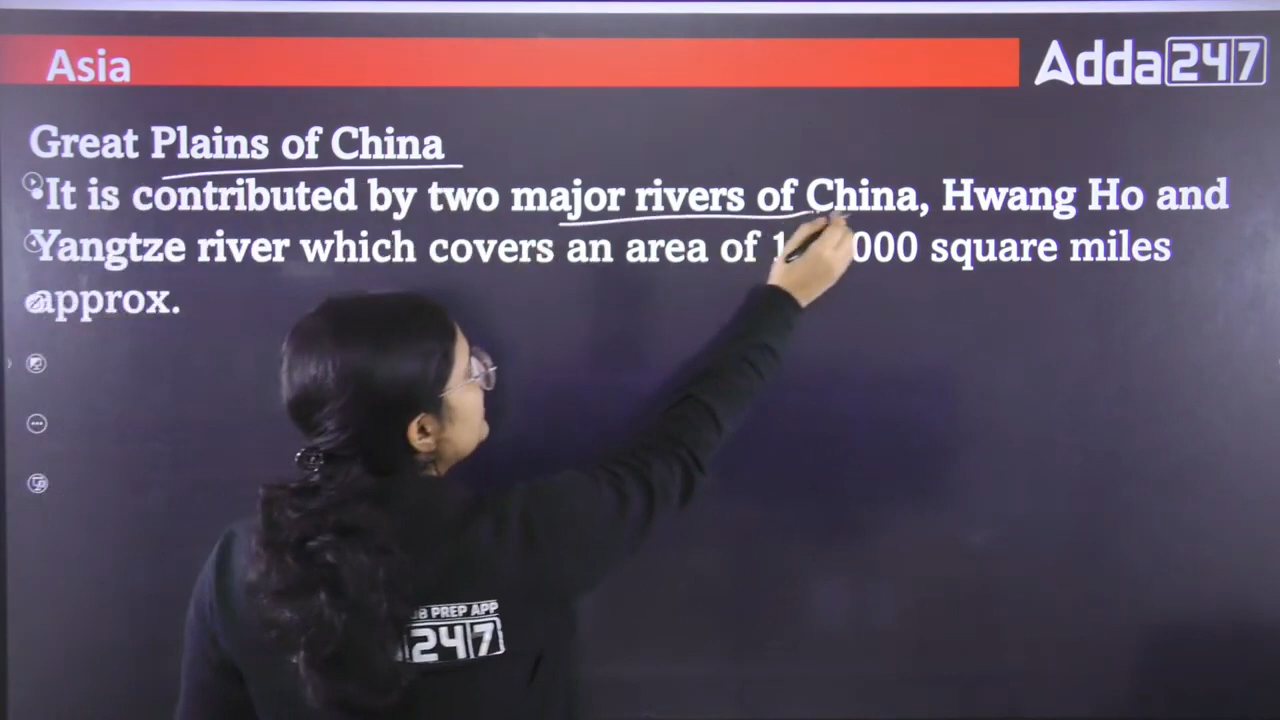 Asia
Adda247
Great Plains of China
•It is contributed by two major rivers of China, Hwang Ho and
Yangtze river which covers an area of 000 square miles
approx.
PREP APP
247